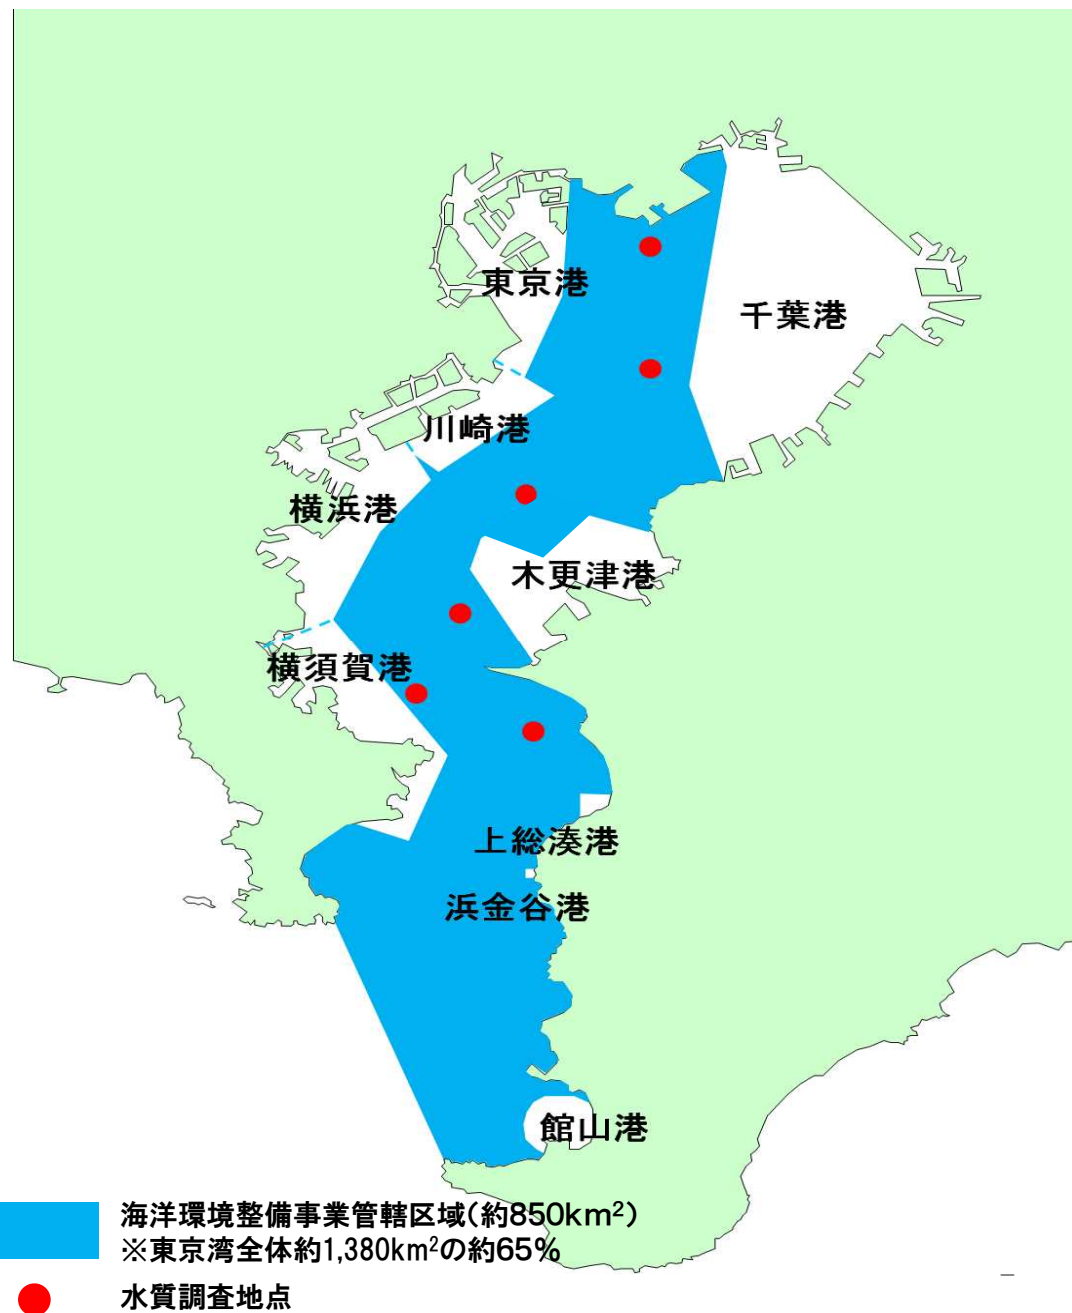 東京港
千葉港
川崎港
横浜港
木更津港
横須賀港
上総湊港
浜金谷港
館山港
海洋環境整備事業管轄区域(約850km²)
※東京湾全体約1,380km²の約65%
水質調査地点